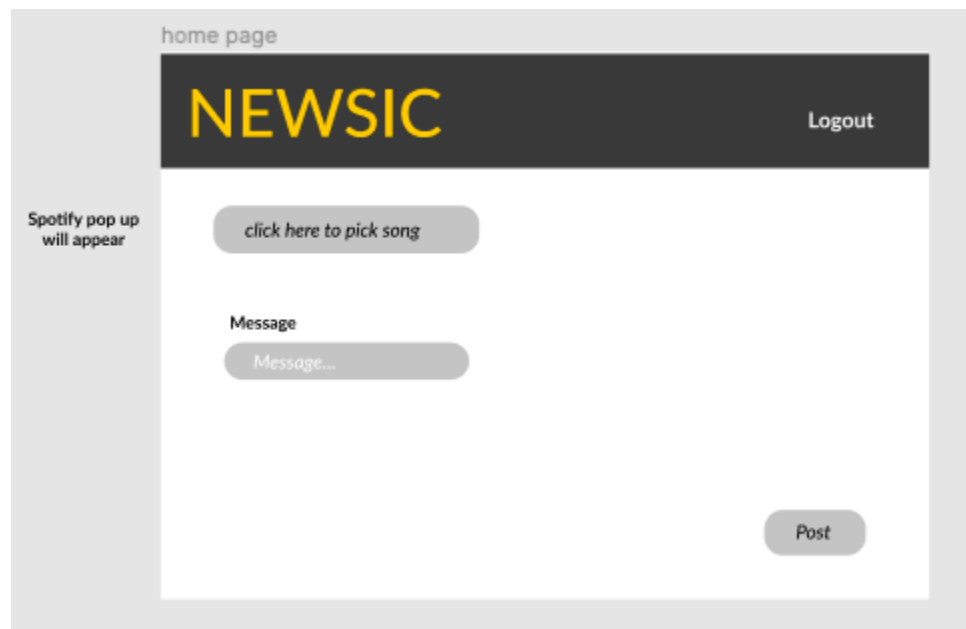 home page
NEWSIC
Logout
Spotify pop up
will appear
click here to pick song
Message
Message...
Post